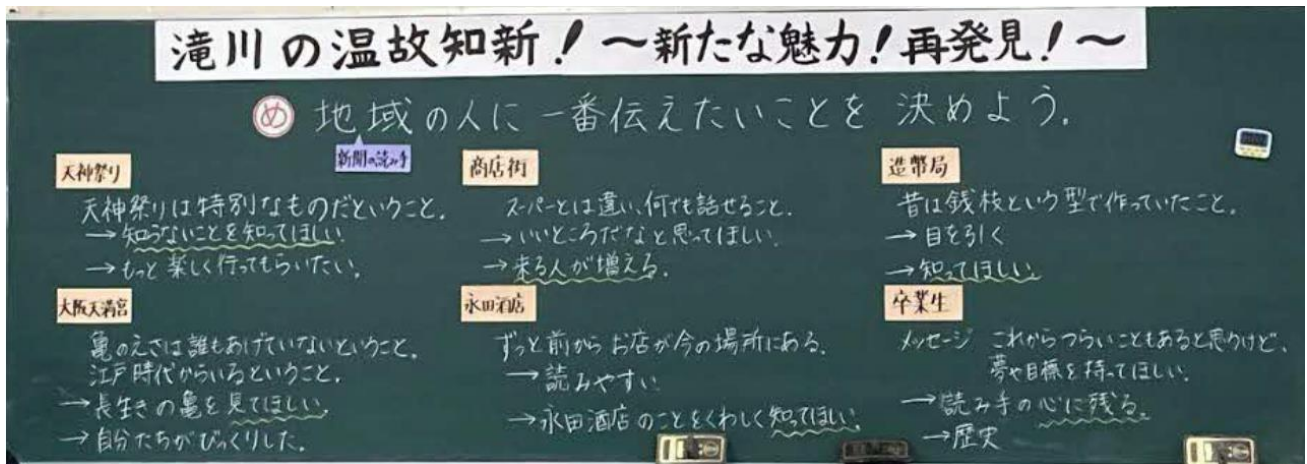 滝川の温故知新!～新たな魅力!再発見!～
め 地域の人に一番伝えたいことを決めよう.
新聞の読み手
天神祭り
天神祭りは特別なものだということ.
→知らないことを知ってほしい
→もっと楽しく行ってもらいたい.
商店街
スーパーとは違い、何でも話せること.
→いいところだなと思ってほしい.
→来る人が増える.
造幣局
昔は銭枝という型で作っていたこと.
→目を引く
→知ってほしい.
大阪天満宮
亀のえさは誰もあげていないということ.
江戸時代からいるということ.
→長生きの亀を見てほしい.
→自分たちがびっくりした.
永田酒店
ずっと前からお店が今の場所にある.
→読みやすい
→永田酒店のことをくわしく知ってほしい.
卒業生
メッセージ これからつらいこともあると思うけど、
夢や目標を持ってほしい.
→読み手の心に残る.
→歴史